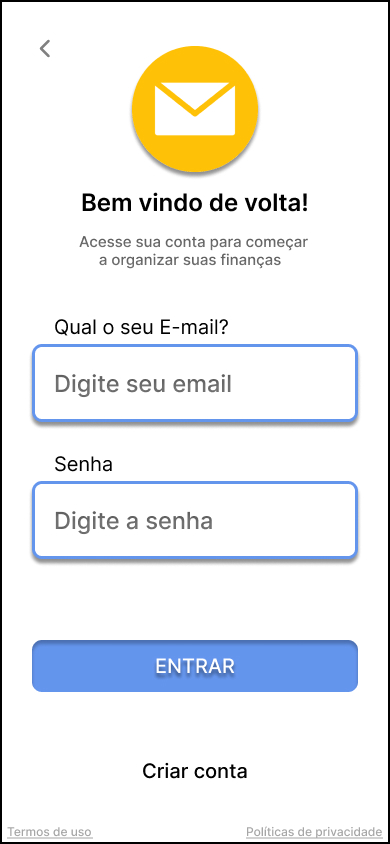 Bem vindo de volta!
Acesse sua conta para começar
a organizar suas finanças
Qual o seu E-mail?
Digite seu email
Senha
Digite a senha
ENTRAR
Criar conta
Termos de uso
Políticas de privacidade